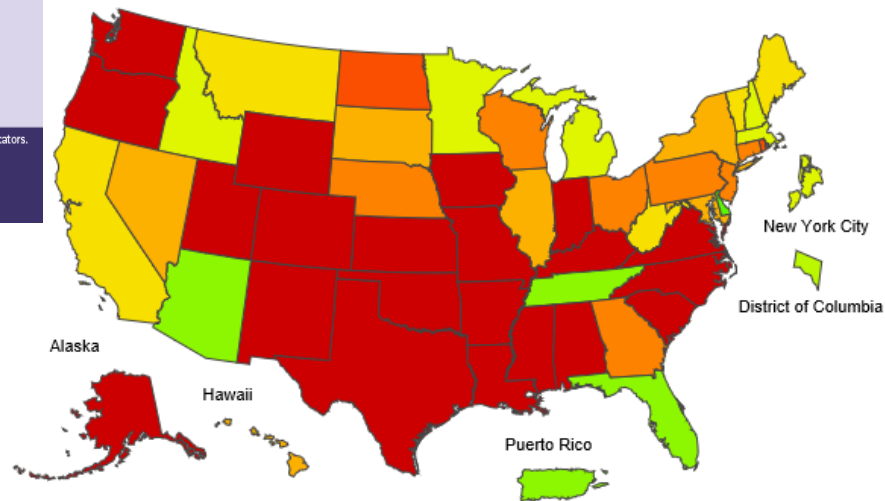 cators.
New York City
District of Columbia
Alaska
Hawaii
Puerto Rico